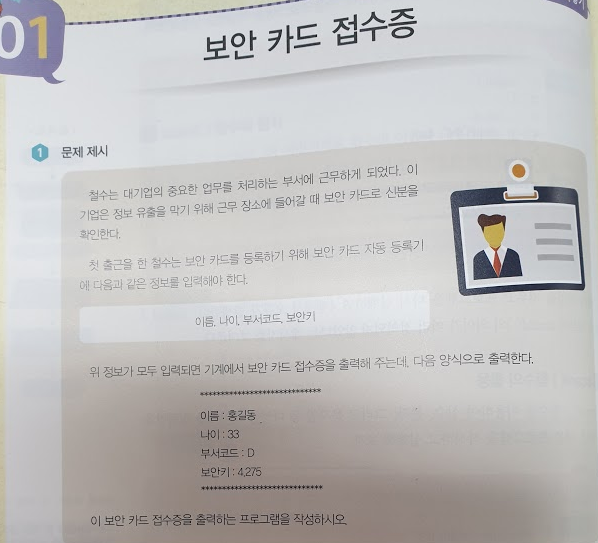 01
보안 카드 접수증
1 문제 제시
철수는 대기업의 중요한 업무를 처리하는 부서에 근무하게 되었다. 이
기업은 정보 유출을 막기 위해 근무 장소에 들어갈 때 보안 카드로 신분을
확인한다.
첫 출근을 한 철수는 보안 카드를 등록하기 위해 보안 카드 자동 등록기
에 다음과 같은 정보를 입력해야 한다.
이름, 나이, 부서코드, 보안키
위 정보가 모두 입력되면 기계에서 보안 카드 접수증을 출력해 주는데, 다음 양식으로 출력한다.
******************************
이름 : 홍길동
나이 : 33
부서코드 : D
보안키 : 4.275
******************************
이 보안 카드 접수증을 출력하는 프로그램을 작성하시오.